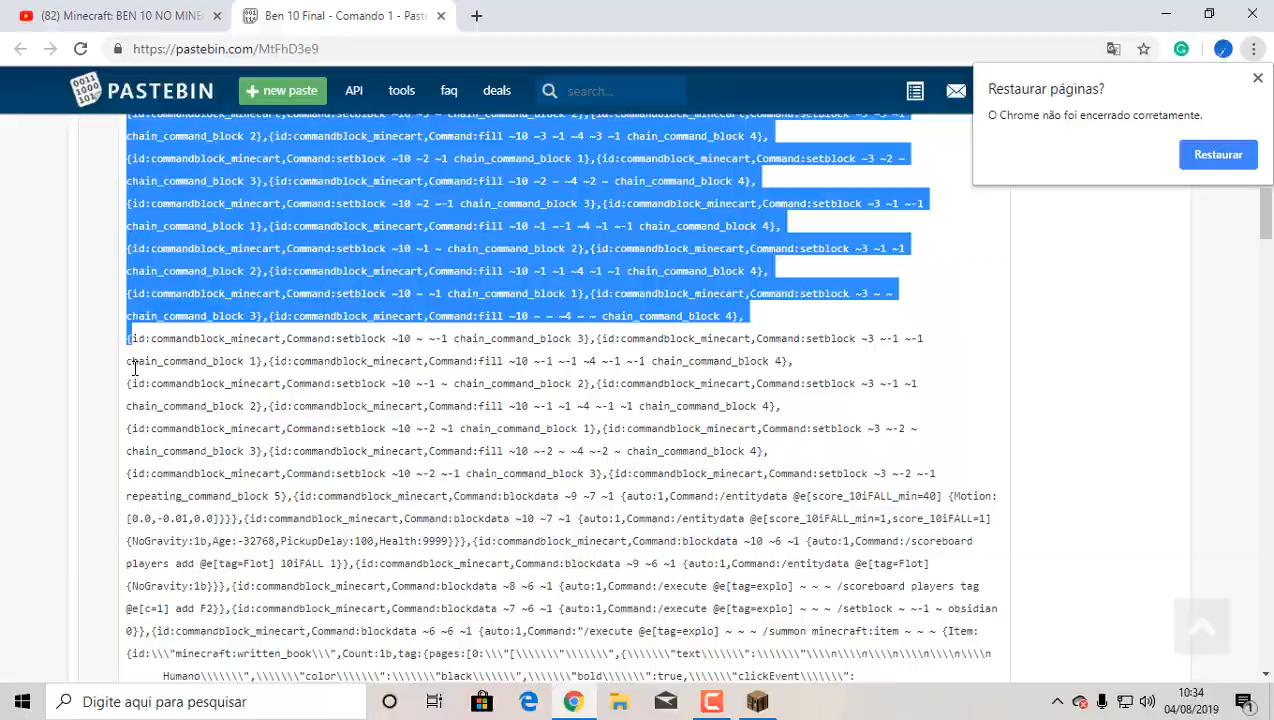 (82) Minecraft: BEN 10 NO MINE
Ben 10 Final - Comando 1 - Paste
https://pastebin.com/MtFhD3e9
PASTEBIN
+ new paste
API
tools
faq
deals
search...
Restaurar páginas?
O Chrome não foi encerrado corretamente.
Restaurar
chain_command_block 2},{id:commandblock_minecart,Command:fill ~10 ~3 ~1 ~4 ~3 ~1 chain_command_block 4},
{id:commandblock_minecart,Command:setblock ~10 ~2 ~1 chain_command_block 1},{id:commandblock_minecart,Command:setblock ~3 ~2 ~
chain_command_block 3},{id:commandblock_minecart,Command:fill ~10 ~2 ~ ~4 ~2 ~ chain_command_block 4},
{id:commandblock_minecart,Command:setblock ~10 ~2 ~-1 chain_command_block 3},{id:commandblock_minecart,Command:setblock ~3 ~1 ~-1
chain_command_block 1},{id:commandblock_minecart,Command:fill ~10 ~1 ~-1 ~4 ~1 ~-1 chain_command_block 4},
{id:commandblock_minecart,Command:setblock ~10 ~1 ~ chain_command_block 2},{id:commandblock_minecart,Command:setblock ~3 ~1 ~1
chain_command_block 2},{id:commandblock_minecart,Command:fill ~10 ~1 ~1 ~4 ~1 ~1 chain_command_block 4},
{id:commandblock_minecart,Command:setblock ~10 ~ ~1 chain_command_block 1},{id:commandblock_minecart,Command:setblock ~3 ~ ~
chain_command_block 3},{id:commandblock_minecart,Command:fill ~10 ~ ~ ~4 ~ ~ chain_command_block 4},
{id:commandblock_minecart,Command:setblock ~10 ~ ~-1 chain_command_block 3},{id:commandblock_minecart,Command:setblock ~3 ~-1 ~-1
chain_command_block 1},{id:commandblock_minecart,Command:fill ~10 ~-1 ~-1 ~4 ~-1 ~-1 chain_command_block 4},
{id:commandblock_minecart,Command:setblock ~10 ~-1 ~ chain_command_block 2},{id:commandblock_minecart,Command:setblock ~3 ~-1 ~1
chain_command_block 2},{id:commandblock_minecart,Command:fill ~10 ~-1 ~1 ~4 ~-1 ~1 chain_command_block 4},
{id:commandblock_minecart,Command:setblock ~10 ~-2 ~1 chain_command_block 1},{id:commandblock_minecart,Command:setblock ~3 ~-2 ~
chain_command_block 3},{id:commandblock_minecart,Command:fill ~10 ~-2 ~ ~4 ~-2 ~ chain_command_block 4},
{id:commandblock_minecart,Command:setblock ~10 ~-2 ~-1 chain_command_block 3},{id:commandblock_minecart,Command:setblock ~3 ~-2 ~-1
repeating_command_block 5},{id:commandblock_minecart,Command:blockdata ~9 ~7 ~1 {auto:1,Command:/entitydata @e[score_10iFALL_min=40] {Motion:
[0.0,-0.01,0.0]}}},{id:commandblock_minecart,Command:blockdata ~10 ~7 ~1 {auto:1,Command:/entitydata @e[score_10iFALL_min=1,score_10iFALL=1]
{NoGravity:1b,Age:-32768,PickupDelay:100,Health:9999}}},{id:commandblock_minecart,Command:blockdata ~10 ~6 ~1 {auto:1,Command:/scoreboard
players add @e[tag=Flot] 10iFALL 1}},{id:commandblock_minecart,Command:blockdata ~9 ~6 ~1 {auto:1,Command:/entitydata @e[tag=Flot]
{NoGravity:1b}}},{id:commandblock_minecart,Command:blockdata ~8 ~6 ~1 {auto:1,Command:/execute @e[tag=explo] ~ ~ ~ /scoreboard players tag
@e[c=1] add F2}},{id:commandblock_minecart,Command:blockdata ~7 ~6 ~1 {auto:1,Command:/execute @e[tag=explo] ~ ~ ~ /setblock ~ ~-1 ~ obsidian
0}},{id:commandblock_minecart,Command:blockdata ~6 ~6 ~1 {auto:1,Command:"/execute @e[tag=explo] ~ ~ ~ /summon minecraft:item ~ ~ ~ {Item:
{id:\\\"minecraft:written_book\\\",Count:1b,tag:{pages:[0:\\\"[\\\\\\\"\\\\\\\",{\\\\\\\"text\\\\\\\":\\\\\\\"\\\\n\\\\n\\\\n\\\\n\\\\n\\\\n
Humano\\\\\\\",\\\\\\\"color\\\\\\\":\\\\\\\"black\\\\\\\",\\\\\\\"bold\\\\\\\":true,\\\\\\\"clickEvent\\\\\\\":
Digite aqui para pesquisar
10:34
04/08/2019